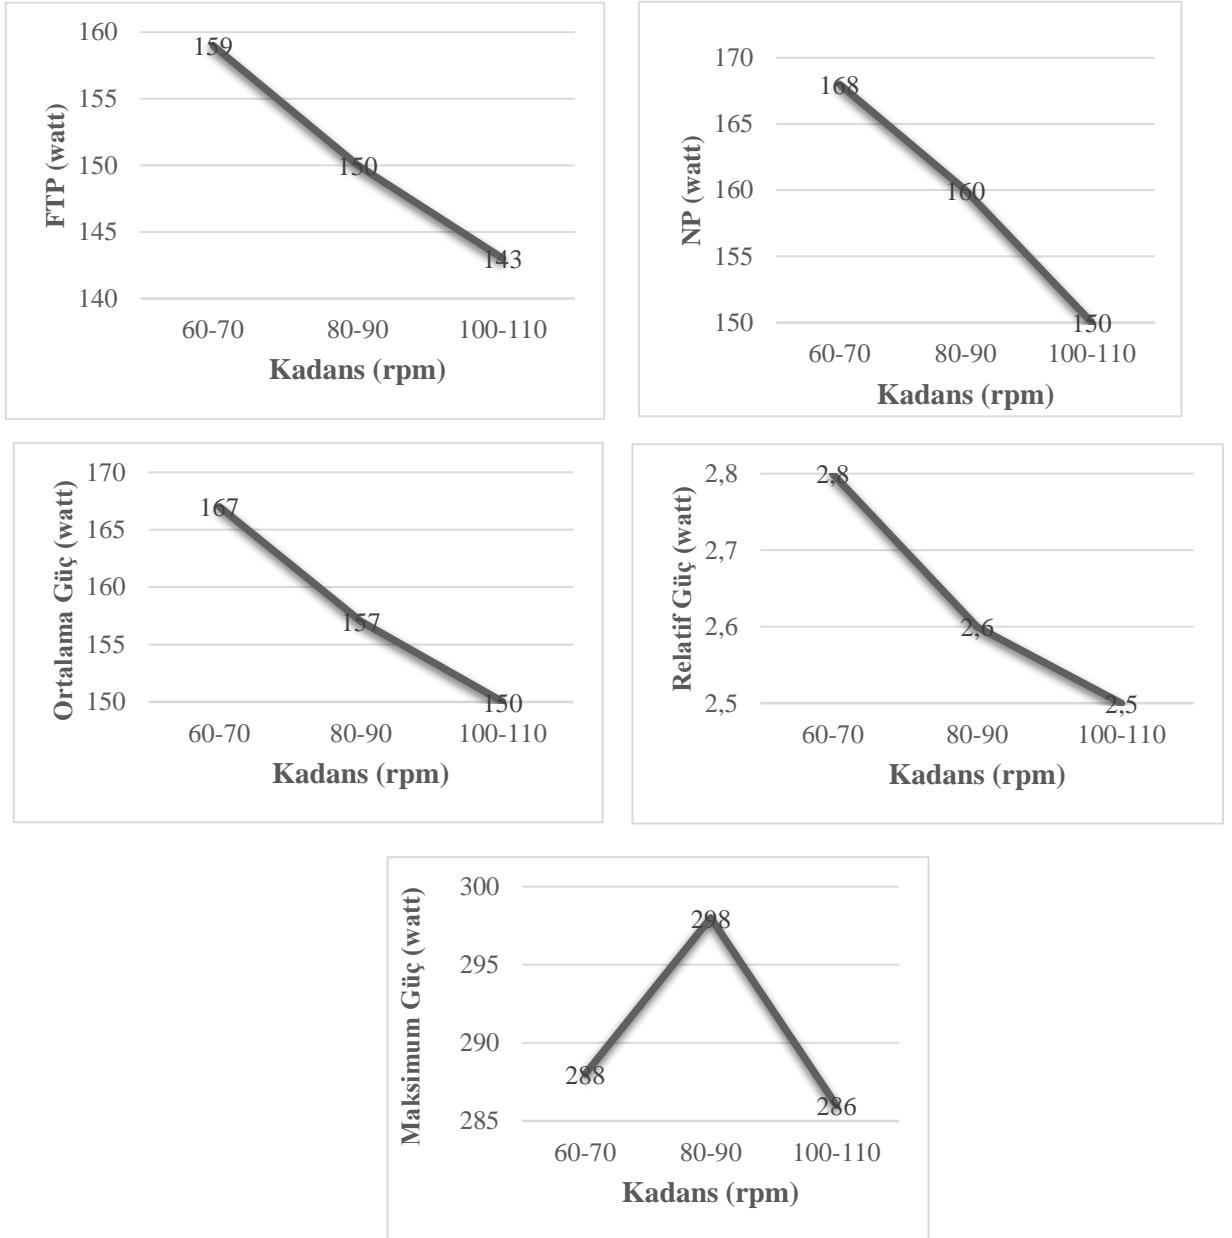 FTP (watt)
160
155
150
145
140
159
150
143
60-70 80-90 100-110
Kadans (rpm)
NP (watt)
170
165
160
155
150
168
160
150
60-70 80-90 100-110
Kadans (rpm)
Ortalama Güç (watt)
170
165
160
155
150
167
157
150
60-70 80-90 100-110
Kadans (rpm)
Relatif Güç (watt)
2,8
2,7
2,6
2,5
2,8
2,6
2,5
60-70 80-90 100-110
Kadans (rpm)
Maksimum Güç (watt)
300
295
290
285
288
298
286
60-70 80-90 100-110
Kadans (rpm)